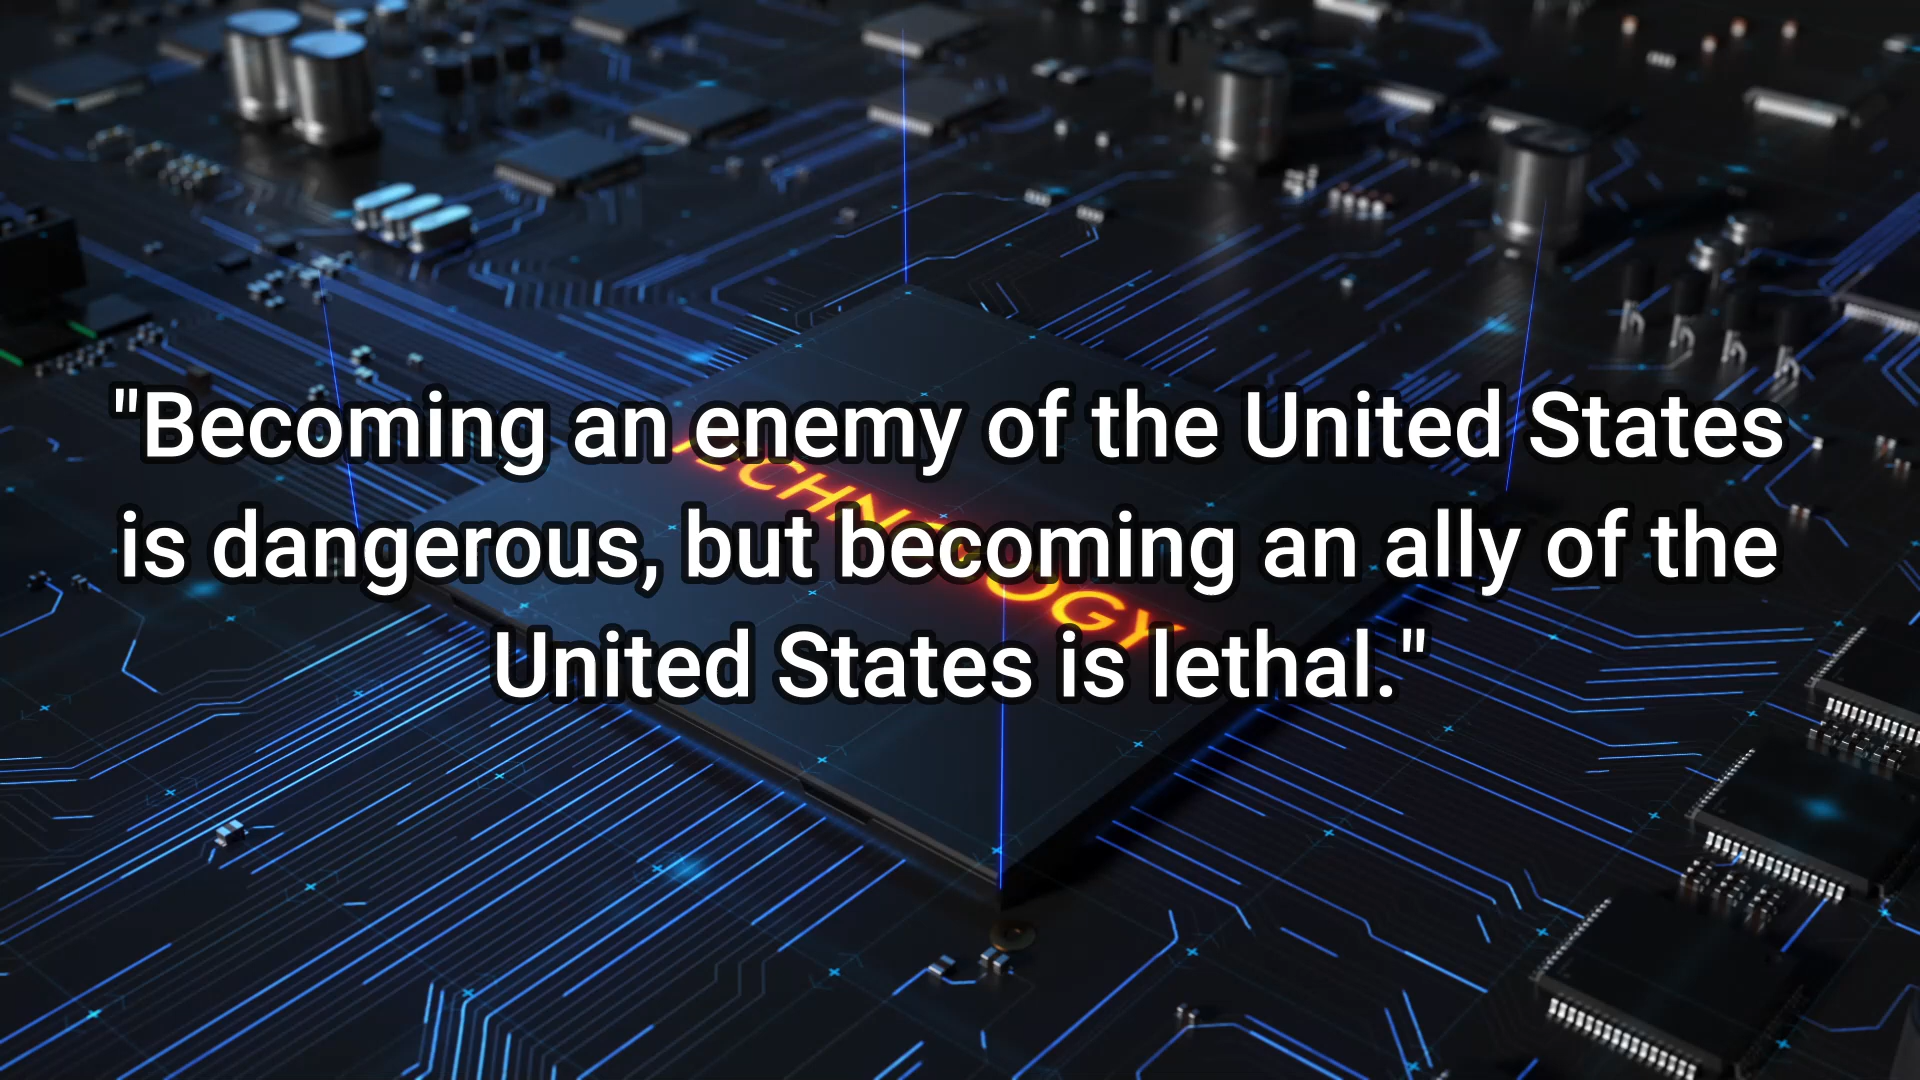 "Becoming an enemy of the United States
is dangerous, but becoming an ally of the
United States is lethal."
TECHNOLOGY